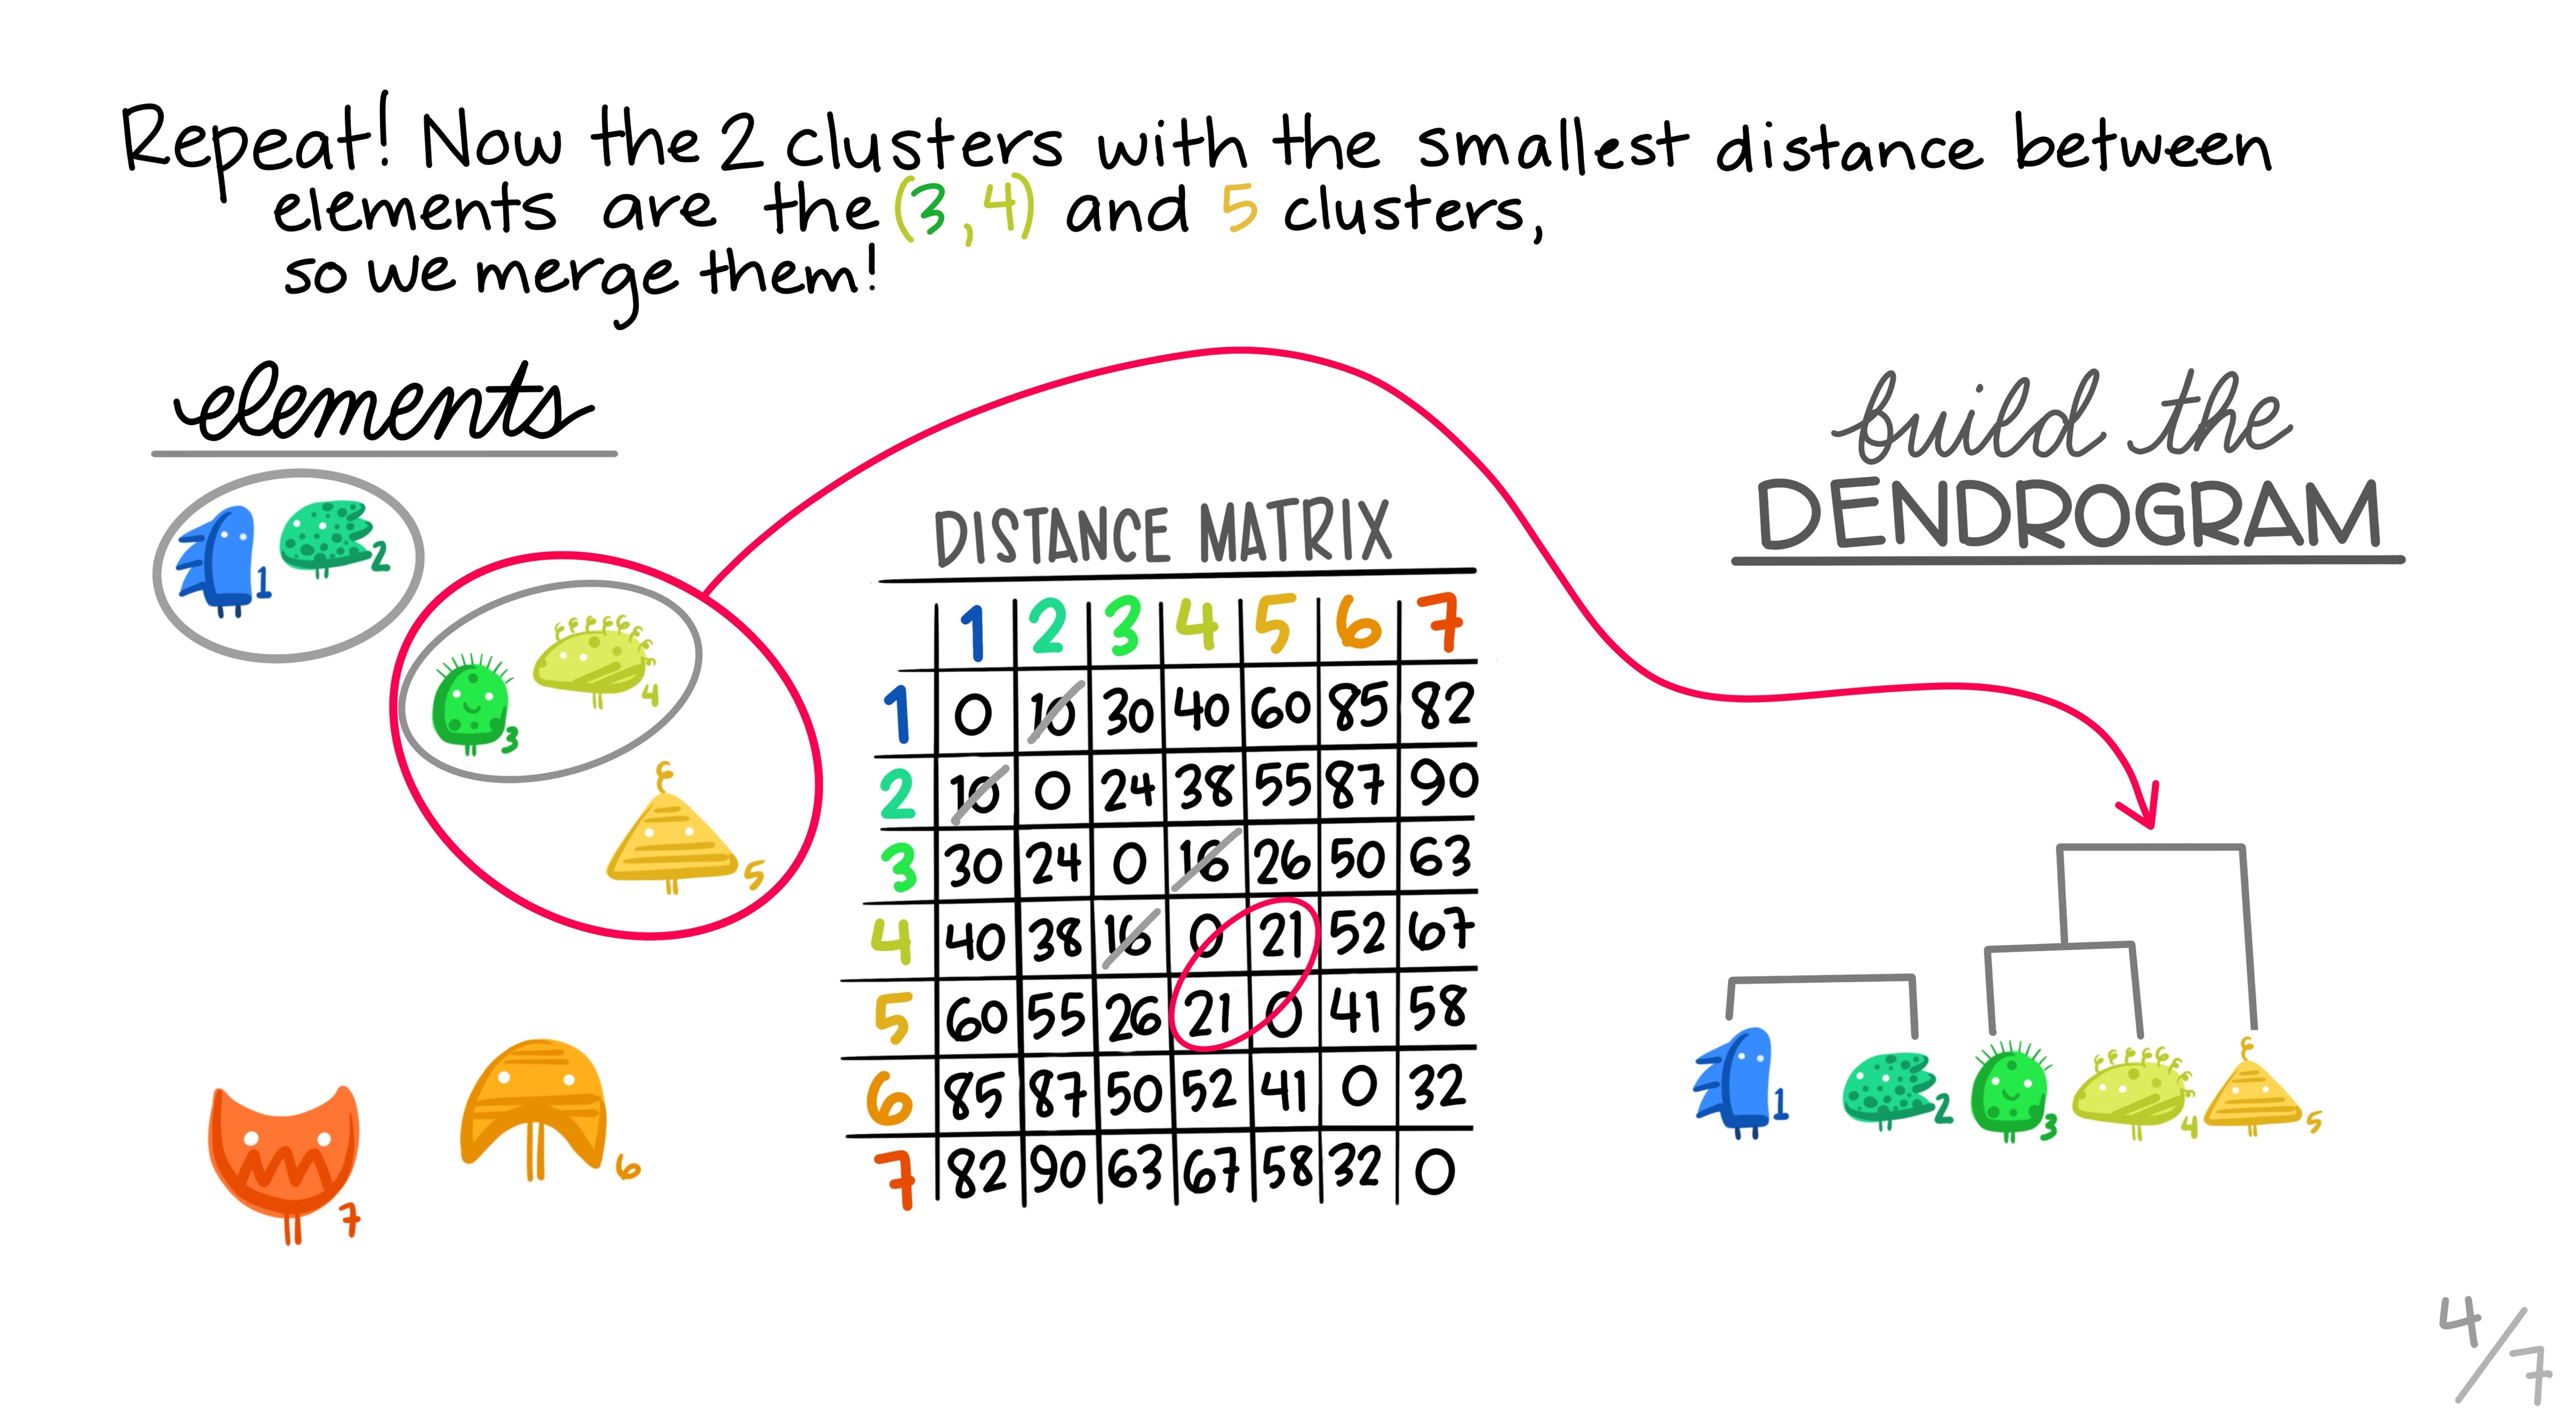 Repeat! Now the 2 clusters with the smallest distance between
elements are the (3,4) and 5 clusters,
so we merge them!
elements
1
2
3
4
5
6
7
DISTANCE MATRIX
1 2 3 4 5 6 7
1 0 10 30 40 60 85 82
2 10 0 24 38 55 87 90
3 30 24 0 16 26 50 63
4 40 38 16 0 21 52 67
5 60 55 26 21 0 41 58
6 85 87 50 52 41 0 32
7 82 90 63 67 58 32 0
build the
DENDROGRAM
1 2 3 4 5
4/7